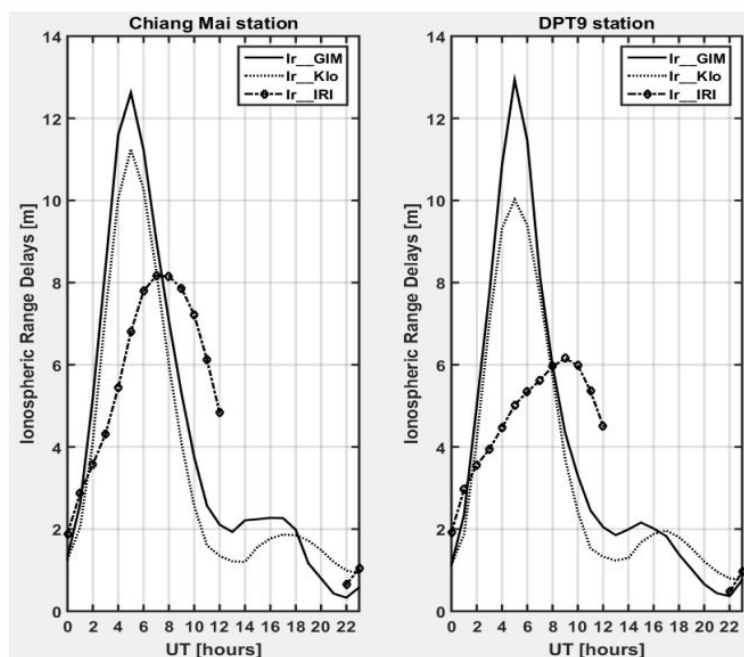 Chiang Mai station
14
12
10
8
6
4
2
0
Ionospheric Range Delays [m]
Ir__GIM
Ir__Klo
Ir__IRI
0 2 4 6 8 10 12 14 16 18 20 22
UT [hours]
DPT9 station
14
12
10
8
6
4
2
0
Ionospheric Range Delays [m]
Ir__GIM
Ir__Klo
Ir__IRI
0 2 4 6 8 10 12 14 16 18 20 22
UT [hours]